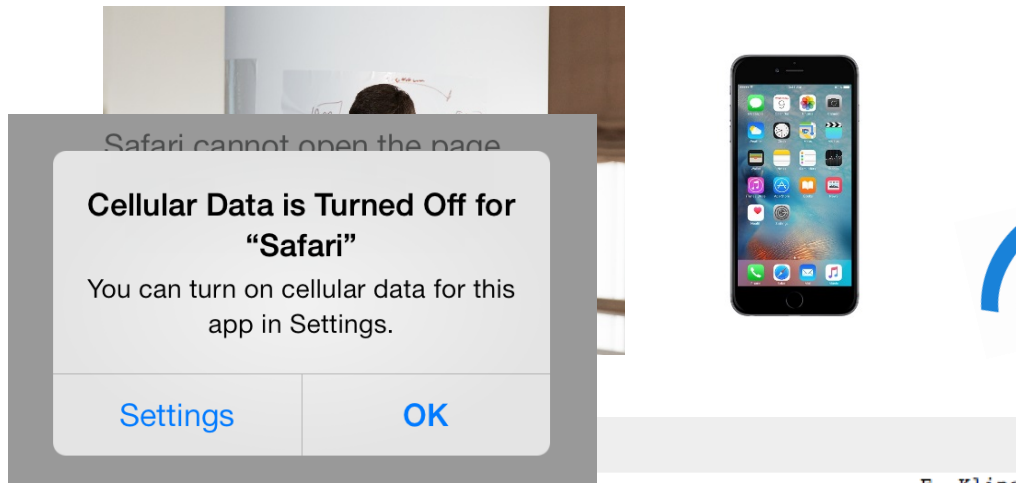 Safari cannot open the page
Cellular Data is Turned Off for
“Safari”
You can turn on cellular data for this
app in Settings.
Settings
OK